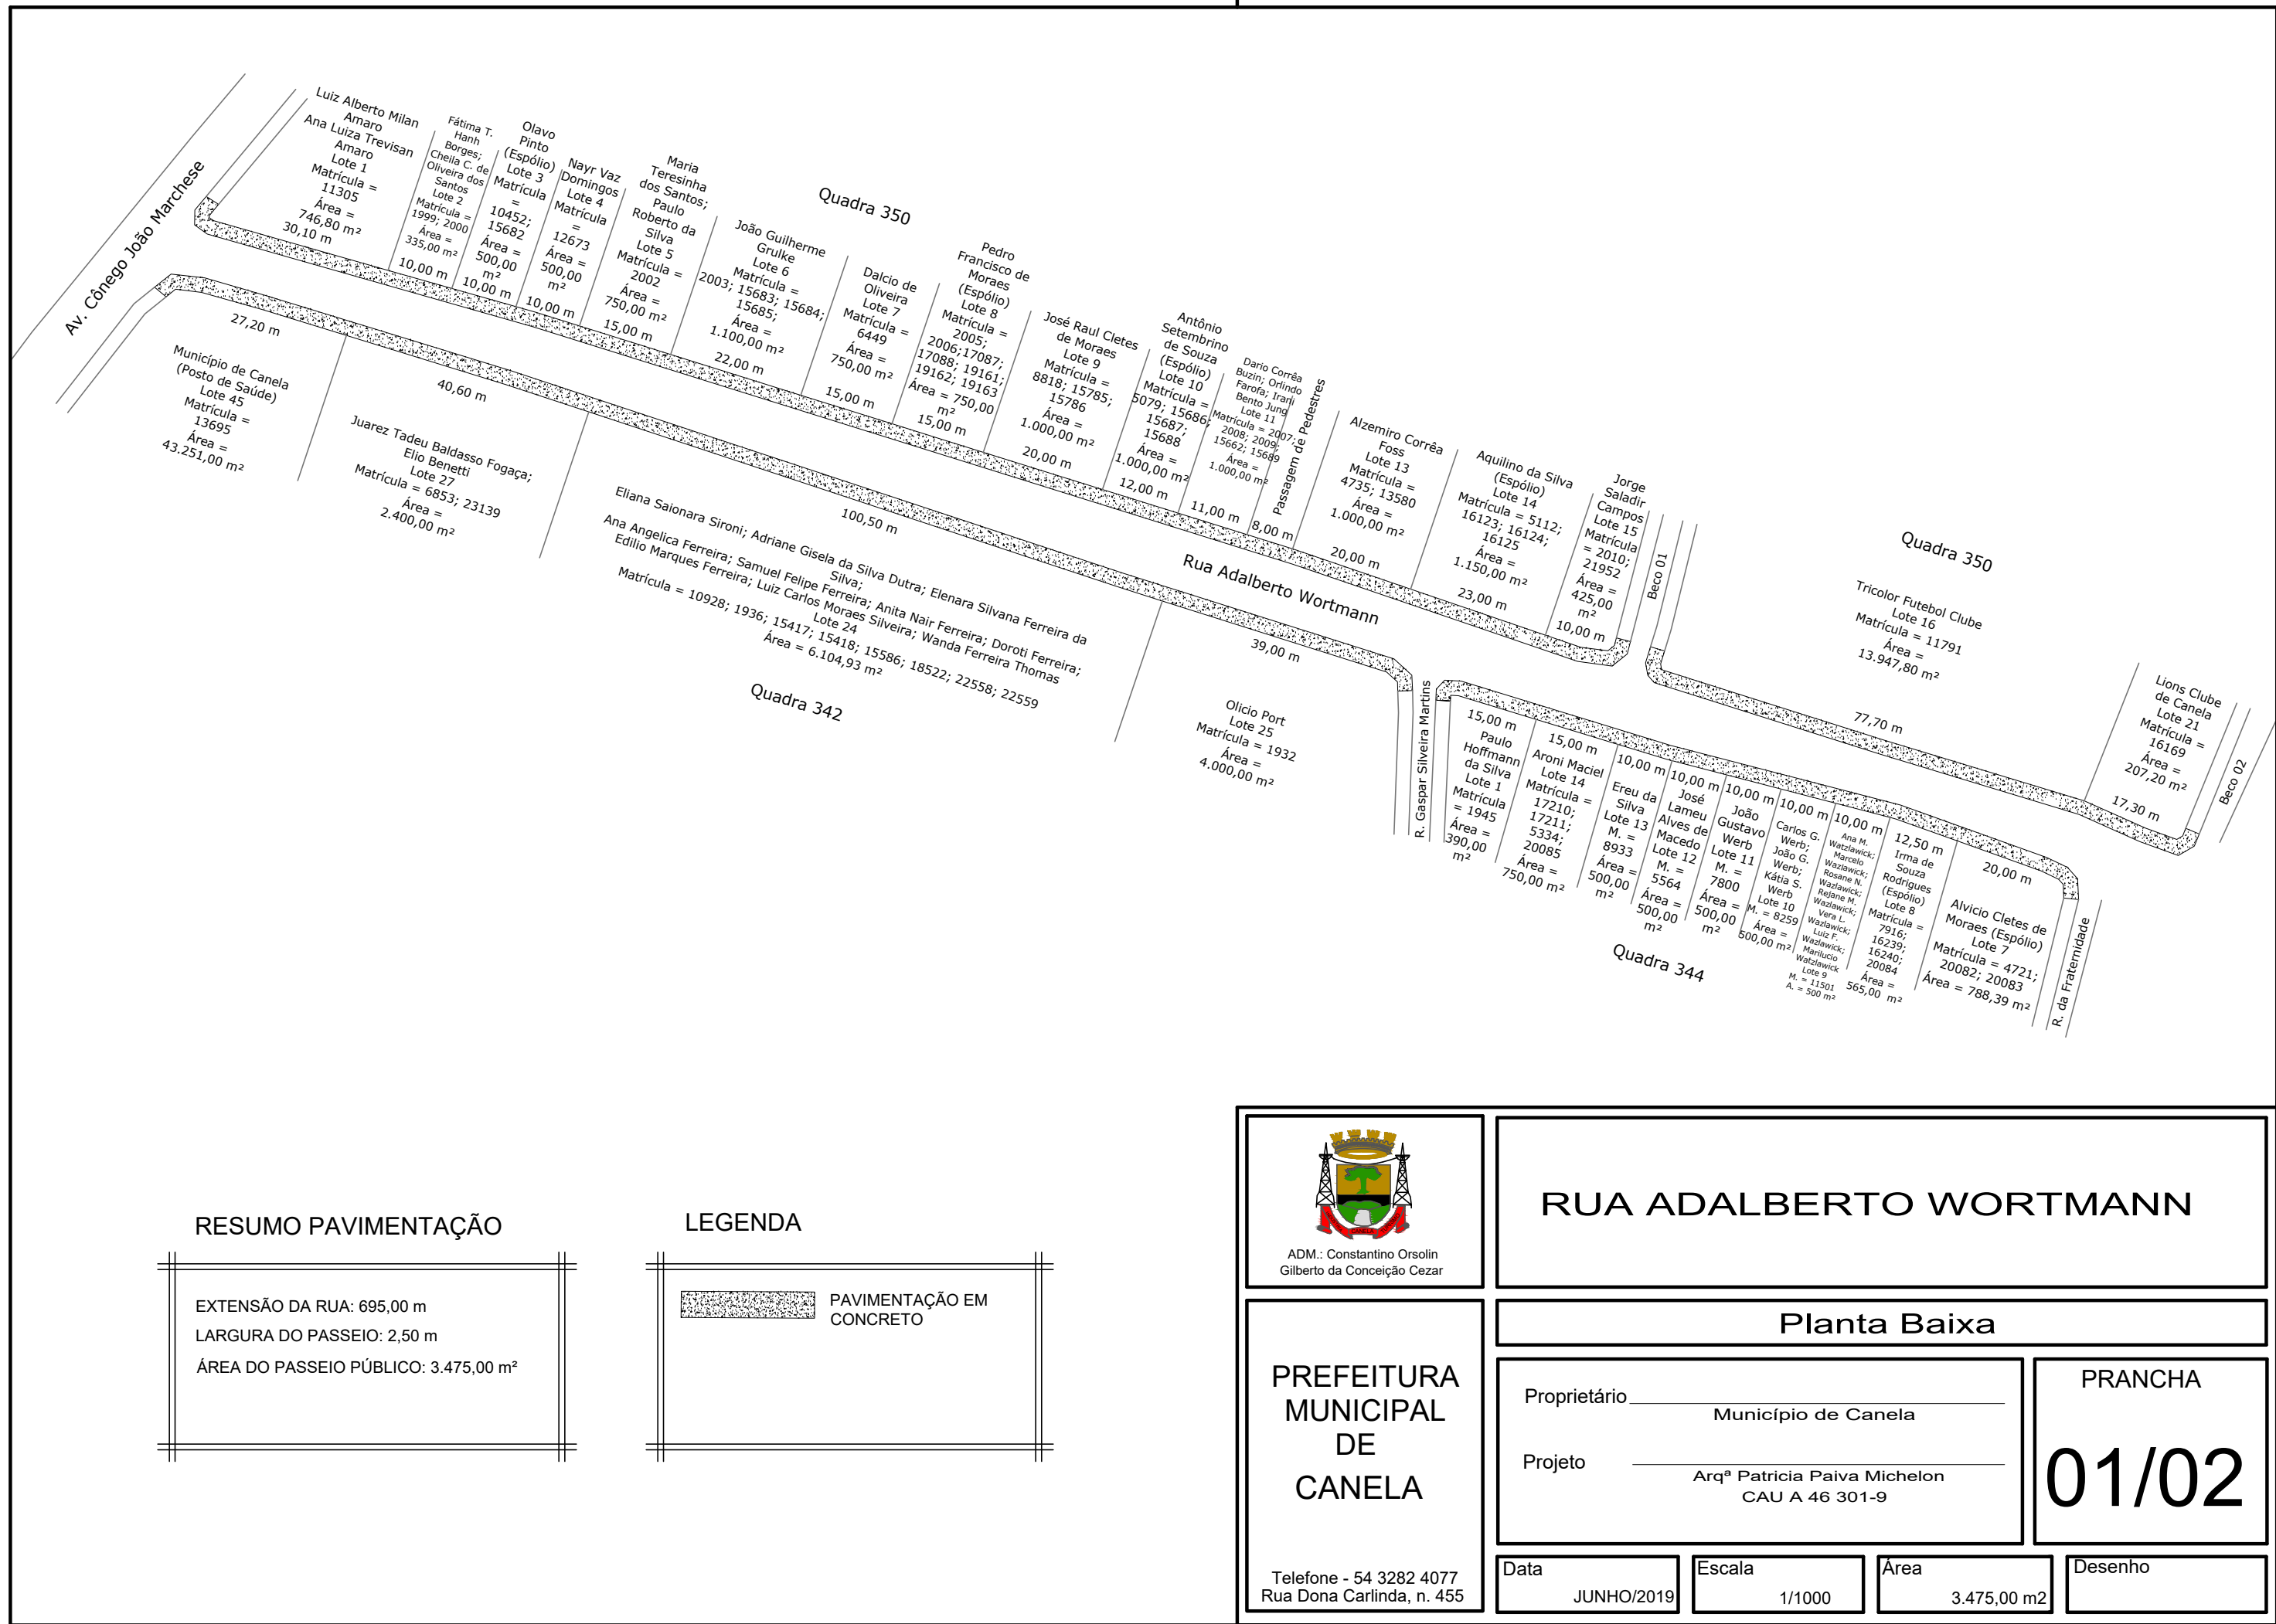 Av. Cônego João Marchese
Luiz Alberto Milan
Amaro
Ana Luiza Trevisan
Amaro
Lote 1
Matrícula =
11305
Área =
746,80 m²
30,10 m
Fátima T.
Hanh
Borges;
Cheila C. de
Oliveira dos
Santos
Lote 2
Matrícula =
1999; 2000
Área =
335,00 m²
10,00 m
Olavo
Pinto
(Espólio)
Lote 3
Matrícula
=
10452;
15682
Área =
500,00
m²
10,00 m
Nayr Vaz
Domingos
Lote 4
Matrícula
=
12673
Área =
500,00
m²
10,00 m
Maria
Teresinha
dos Santos;
Paulo
Roberto da
Silva
Lote 5
Matrícula =
2002
Área =
750,00 m²
15,00 m
Quadra 350
João Guilherme
Grulke
Lote 6
Matrícula =
2003; 15683; 15684;
15685;
Área =
1.100,00 m²
22,00 m
Dalcio de
Oliveira
Lote 7
Matrícula =
6449
Área =
750,00 m²
15,00 m
Pedro
Francisco de
Moraes
(Espólio)
Lote 8
Matrícula =
2005;
2006;17087;
17088; 19161;
19162; 19163
Área = 750,00
m²
15,00 m
José Raul Cletes
de Moraes
Lote 9
Matrícula =
8818; 15785;
15786
Área =
1.000,00 m²
20,00 m
Antônio
Setembrino
de Souza
(Espólio)
Lote 10
Matrícula =
5079; 15686;
15687;
15688
Área =
1.000,00 m²
12,00 m
Dario Corrêa
Buzin; Orlindo
Farofa; Irani
Bento Jung
Lote 11
Matrícula = 2007;
2008; 2009;
15662; 15689
Área =
1.000,00 m²
11,00 m
Passagem de Pedestres
8,00 m
Alzemiro Corrêa
Foss
Lote 13
Matrícula =
4735; 13580
Área =
1.000,00 m²
20,00 m
Aquilino da Silva
(Espólio)
Lote 14
Matrícula = 5112;
16123; 16124;
16125
Área =
1.150,00 m²
23,00 m
Jorge
Saladir
Campos
Lote 15
Matrícula
= 2010;
21952
Área =
425,00
m²
10,00 m
Beco 01
Quadra 350
Tricolor Futebol Clube
Lote 16
Matrícula = 11791
Área =
13.947,80 m²
77,70 m
Lions Clube
de Canela
Lote 21
Matrícula =
16169
Área =
207,20 m²
17,30 m
Beco 02
Rua Adalberto Wortmann
27,20 m
Município de Canela
(Posto de Saúde)
Lote 45
Matrícula =
13695
Área =
43.251,00 m²
40,60 m
Juarez Tadeu Baldasso Fogaça;
Elio Benetti
Lote 27
Matrícula = 6853; 23139
Área =
2.400,00 m²
100,50 m
Eliana Saionara Sironi; Adriane Gisela da Silva Dutra; Elenara Silvana Ferreira da
Silva;
Ana Angelica Ferreira; Samuel Felipe Ferreira; Anita Nair Ferreira; Doroti Ferreira;
Edilio Marques Ferreira; Luiz Carlos Moraes Silveira; Wanda Ferreira Thomas
Lote 24
Matrícula = 10928; 1936; 15417; 15418; 15586; 18522; 22558; 22559
Área = 6.104,93 m²
Quadra 342
39,00 m
Olicio Port
Lote 25
Matrícula = 1932
Área =
4.000,00 m²
R. Gaspar Silveira Martins
15,00 m
Paulo
Hoffmann
da Silva
Lote 1
Matrícula
= 1945
Área =
390,00
m²
15,00 m
Aroni Maciel
Lote 14
Matrícula =
17210;
17211;
5334;
20085
Área =
750,00 m²
10,00 m
Ereu da
Silva
Lote 13
M. =
8933
Área =
500,00
m²
10,00 m
José
Lameu
Alves de
Macedo
Lote 12
M. =
5564
Área =
500,00
m²
10,00 m
João
Gustavo
Werb
Lote 11
M. =
7800
Área =
500,00
m²
10,00 m
Carlos G.
Werb;
João G.
Werb;
Kátia S.
Werb
Lote 10
M. = 8259
Área =
500,00 m²
10,00 m
Ana M.
Watzlawick;
Marcelo
Wazlawick;
Rosane N.
Wazlawick;
Rejane M.
Wazlawick;
Vera L.
Wazlawick;
Luiz F.
Wazlawick;
Marilucio
Watzlawick
Lote 9
M. = 11501
A. = 500 m²
12,50 m
Irma de
Souza
Rodrigues
(Espólio)
Lote 8
Matrícula =
7916;
16239;
16240;
20084
Área =
565,00 m²
20,00 m
Alvicio Cletes de
Moraes (Espólio)
Lote 7
Matrícula = 4721;
20082; 20083
Área = 788,39 m²
R. da Fraternidade
Quadra 344
RESUMO PAVIMENTAÇÃO
EXTENSÃO DA RUA: 695,00 m
LARGURA DO PASSEIO: 2,50 m
ÁREA DO PASSEIO PÚBLICO: 3.475,00 m²
LEGENDA
PAVIMENTAÇÃO EM
CONCRETO
ADM.: Constantino Orsolin
Gilberto da Conceição Cezar
RUA ADALBERTO WORTMANN
Planta Baixa
PREFEITURA
MUNICIPAL
DE
CANELA
Telefone - 54 3282 4077
Rua Dona Carlinda, n. 455
Proprietário
Município de Canela
Projeto
Arqª Patricia Paiva Michelon
CAU A 46 301-9
PRANCHA
01/02
Data
JUNHO/2019
Escala
1/1000
Área
3.475,00 m2
Desenho